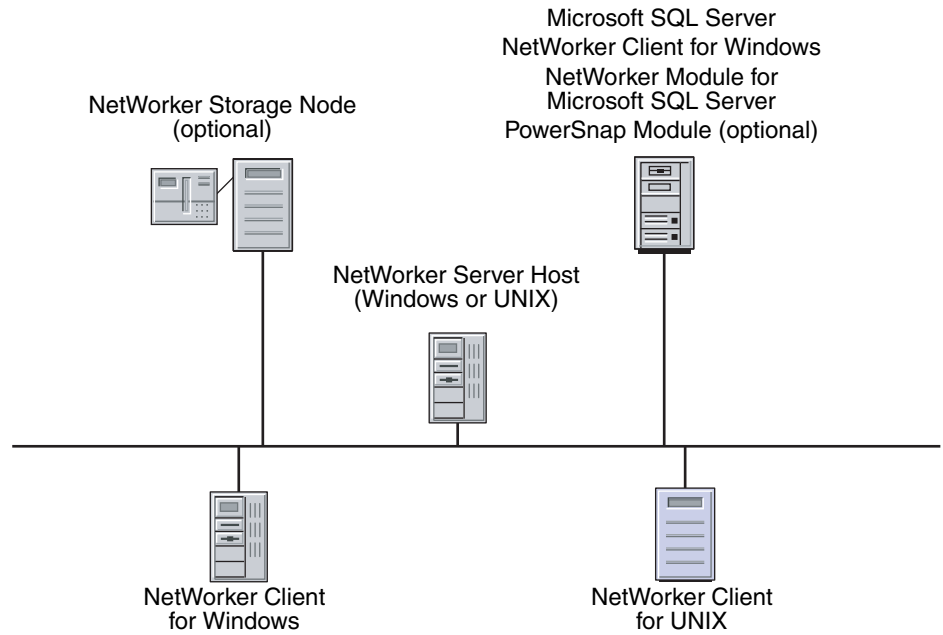 Microsoft SQL Server
NetWorker Client for Windows
NetWorker Module for
Microsoft SQL Server
PowerSnap Module (optional)
NetWorker Storage Node
(optional)
NetWorker Server Host
(Windows or UNIX)
NetWorker Client
for Windows
NetWorker Client
for UNIX